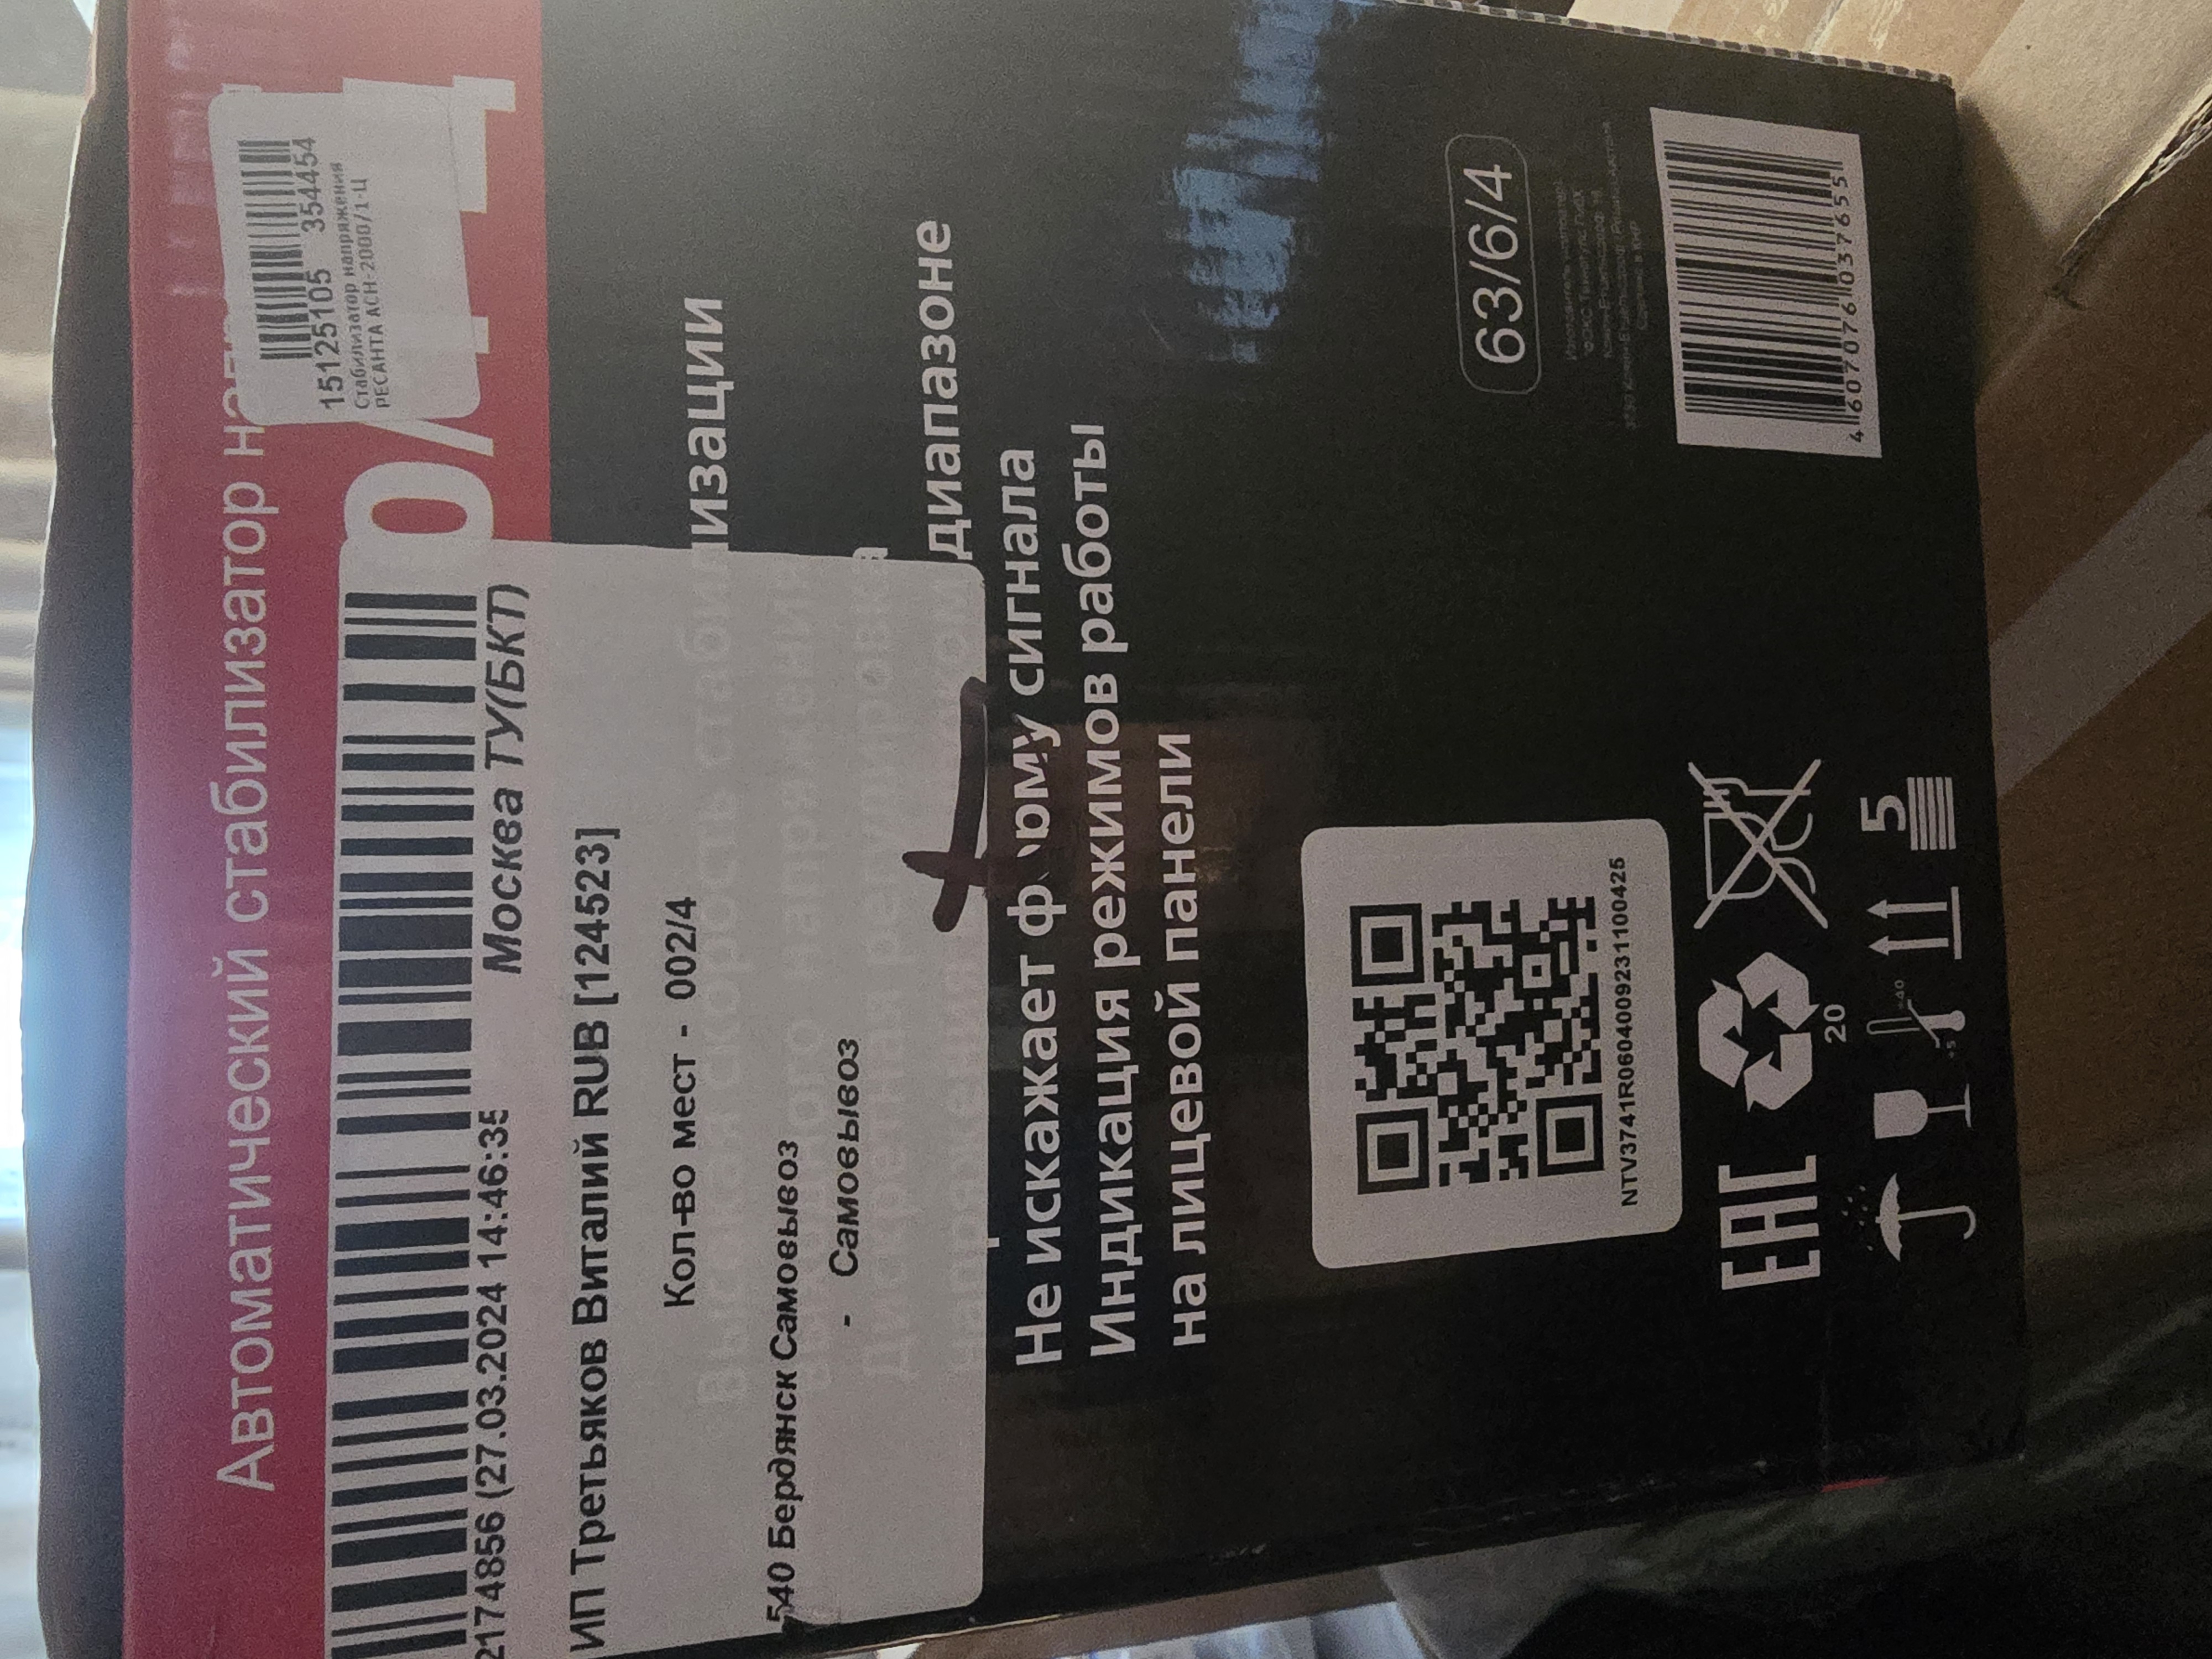 Автоматический стабилизатор
15125105 354454
Стабилизатор напряжения
РЕСАНТА АСН-2000/1-Ц
Москва ТУ(БКТ)
2174856 (27.03.2024 14:46:35
ИП Третьяков Виталий RUB [124523]
Кол-во мест - 002/4
540 Бердянск Самовывоз
- Самовывоз
изации
диапазоне
Не искажает форму сигнала
Индикация режимов работы
на лицевой панели
63/6/4
4 607076 037655
NTV3741R0604009231100425
EAC
20
5